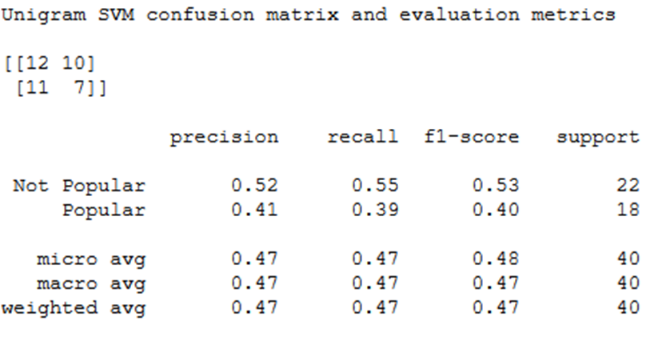 Unigram SVM confusion matrix and evaluation metrics
[[12 10]
[11 7]]
precision recall f1-score support
Not Popular 0.52 0.55 0.53 22
Popular 0.41 0.39 0.40 18
micro avg 0.47 0.47 0.48 40
macro avg 0.47 0.47 0.47 40
weighted avg 0.47 0.47 0.47 40